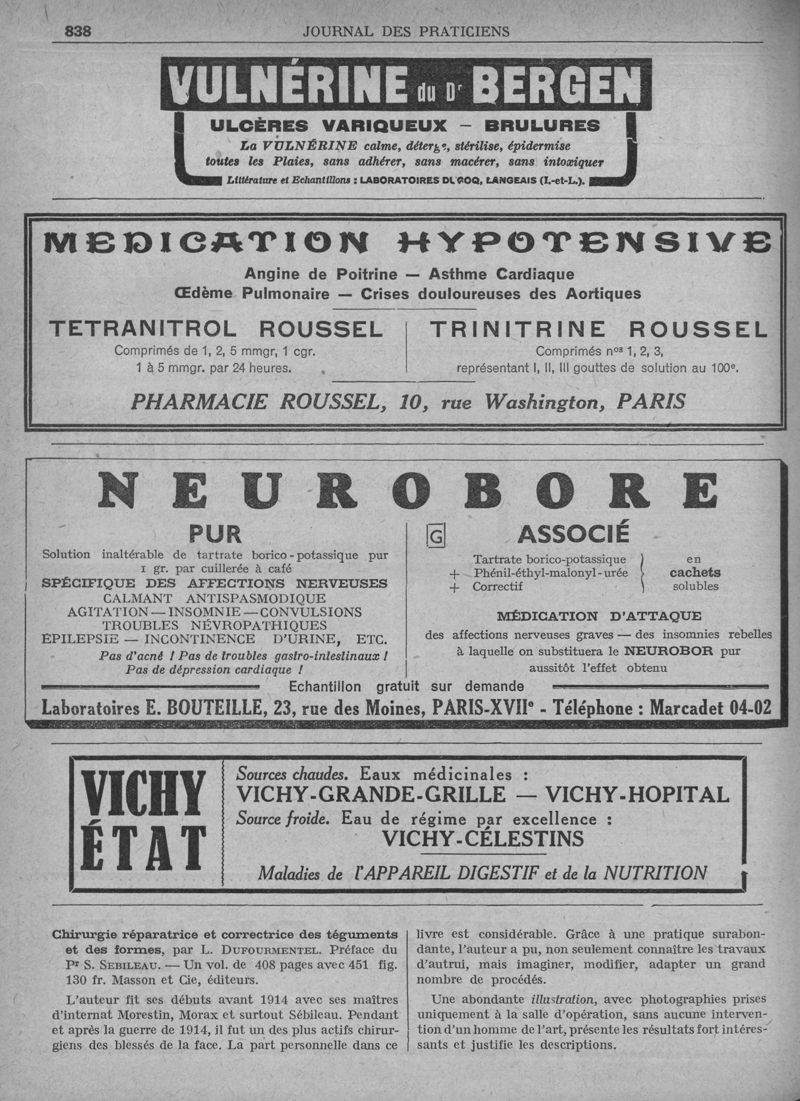 838
JOURNAL DES PRATICIENS
VULNÉRINE du Dr BERGEN
ULCÈRES VARIQUEUX — BRULURES
La VULNÉRINE calme, déterge, stérilise, épidermise
toutes les Plaies, sans adhérer, sans macérer, sans intoxiquer
Littérature et Echantillons : LABORATOIRES LANGEAIS (I.-et-L.).
MEDICATION HYPOTENSIVE
Angine de Poitrine — Asthme Cardiaque
Œdème Pulmonaire — Crises douloureuses des Aortiques
TETRANITROL ROUSSEL
Comprimés de 1, 2, 5 mmgr, 1 cgr.
1 à 5 mmgr. par 24 heures.
TRINITRINE ROUSSEL
Comprimés nos 1, 2, 3,
représentant I, II, III gouttes de solution au 100e.
PHARMACIE ROUSSEL, 10, rue Washington, PARIS
NEUROBORE
PUR
Solution inaltérable de tartrate borico-potassique pur
1 gr. par cuillerée à café
SPÉCIFIQUE DES AFFECTIONS NERVEUSES
CALMANT ANTISPASMODIQUE
AGITATION — INSOMNIE — CONVULSIONS
TROUBLES NÉVROPATHIQUES
ÉPILEPSIE — INCONTINENCE D'URINE, ETC.
Pas d'acné ! Pas de troubles gastro-intestinaux !
Pas de dépression cardiaque !
G ASSOCIÉ
Tartrate borico-potassique
+ Phénil-éthyl-malonyl-urée
+ Correctif
en
cachets
solubles
MÉDICATION D'ATTAQUE
des affections nerveuses graves — des insomnies rebelles
à laquelle on substituera le NEUROBOR pur
aussitôt l'effet obtenu
Echantillon gratuit sur demande
Laboratoires E. BOUTEILLE, 23, rue des Moines, PARIS-XVIIe - Téléphone : Marcadet 04-02
VICHY
ÉTAT
Sources chaudes. Eaux médicinales :
VICHY-GRANDE-GRILLE — VICHY-HOPITAL
Source froide. Eau de régime par excellence :
VICHY-CÉLESTINS
Maladies de l'APPAREIL DIGESTIF et de la NUTRITION
Chirurgie réparatrice et correctrice des téguments
et des formes, par L. DUFOURMENTEL. Préface du
Pr S. SEBILEAU. — Un vol. de 408 pages avec 451 fig.
130 fr. Masson et Cie, éditeurs.
L'auteur fit ses débuts avant 1914 avec ses maîtres
d'internat Morestin, Morax et surtout Sébileau. Pendant
et après la guerre de 1914, il fut un des plus actifs chirur-
giens des blessés de la face. La part personnelle dans ce
livre est considérable. Grâce à une pratique surabon-
dante, l'auteur a pu, non seulement connaître les travaux
d'autrui, mais imaginer, modifier, adapter un grand
nombre de procédés.
Une abondante illustration, avec photographies prises
uniquement à la salle d'opération, sans aucune interven-
tion d'un homme de l'art, présente les résultats fort intéres-
sants et justifie les descriptions.